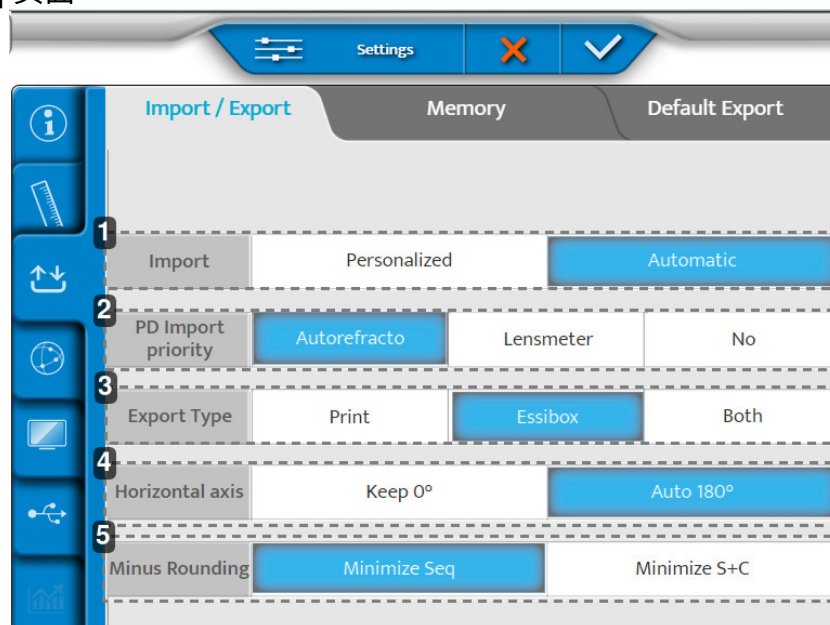 Settings
Import / Export
Memory
Default Export
1
Import
Personalized
Automatic
2
PD Import
priority
Autorefracto
Lensmeter
No
3
Export Type
Print
Essibox
Both
4
Horizontal axis
Keep 0°
Auto 180°
5
Minus Rounding
Minimize Seq
Minimize S+C